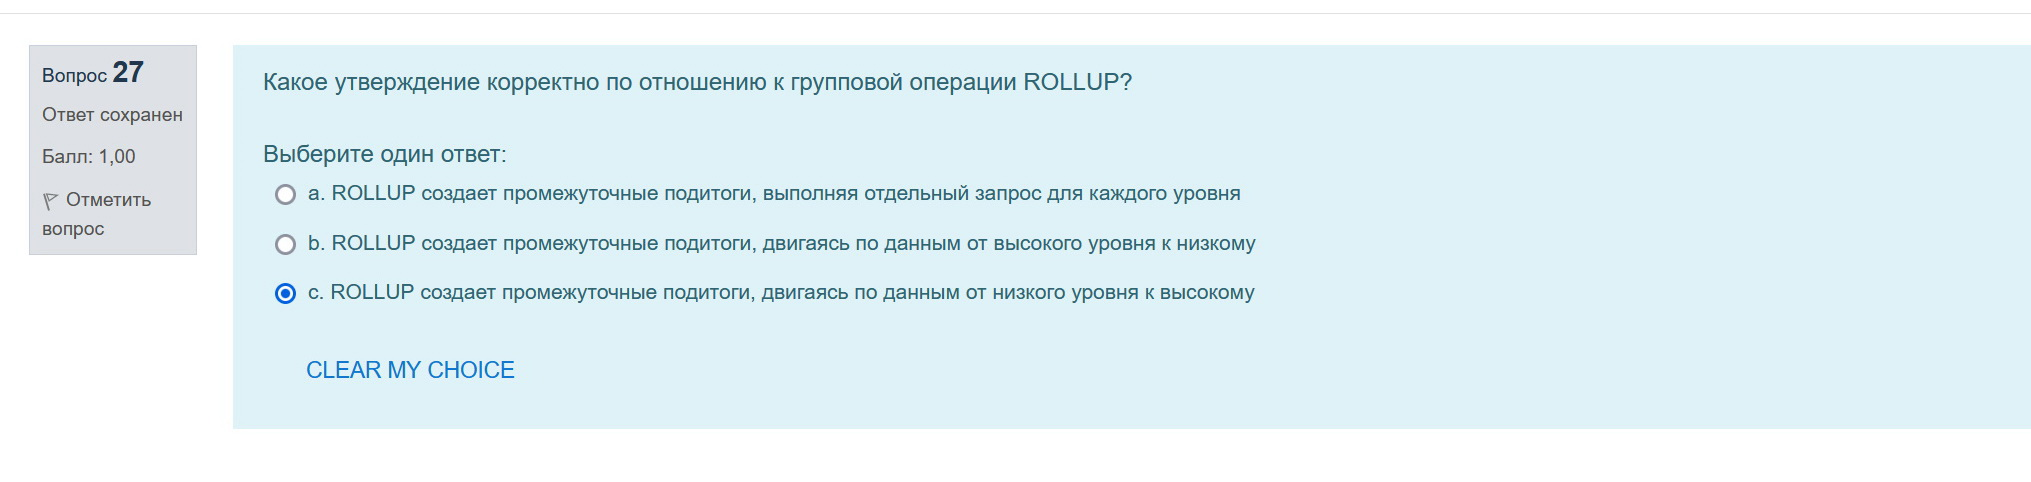 Вопрос 27
Ответ сохранен
Балл: 1,00
Отметить
вопрос
Какое утверждение корректно по отношению к групповой операции ROLLUP?
Выберите один ответ:
a. ROLLUP создает промежуточные подитоги, выполняя отдельный запрос для каждого уровня
b. ROLLUP создает промежуточные подитоги, двигаясь по данным от высокого уровня к низкому
c. ROLLUP создает промежуточные подитоги, двигаясь по данным от низкого уровня к высокому
CLEAR MY CHOICE